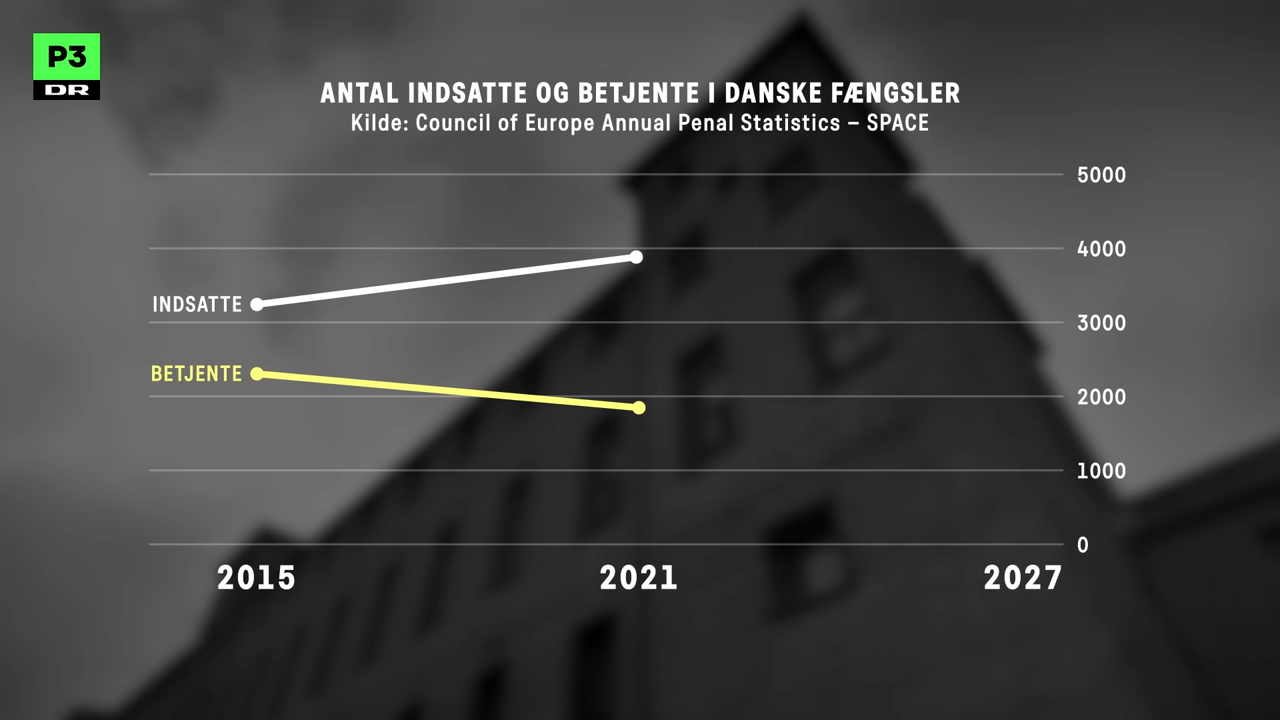 P3
DR
ANTAL INDSATTE OG BETJENTE I DANSKE FÆNGSLER
Kilde: Council of Europe Annual Penal Statistics – SPACE
5000
4000
INDSATTE
3000
BETJENTE
2000
1000
0
2015 2021 2027